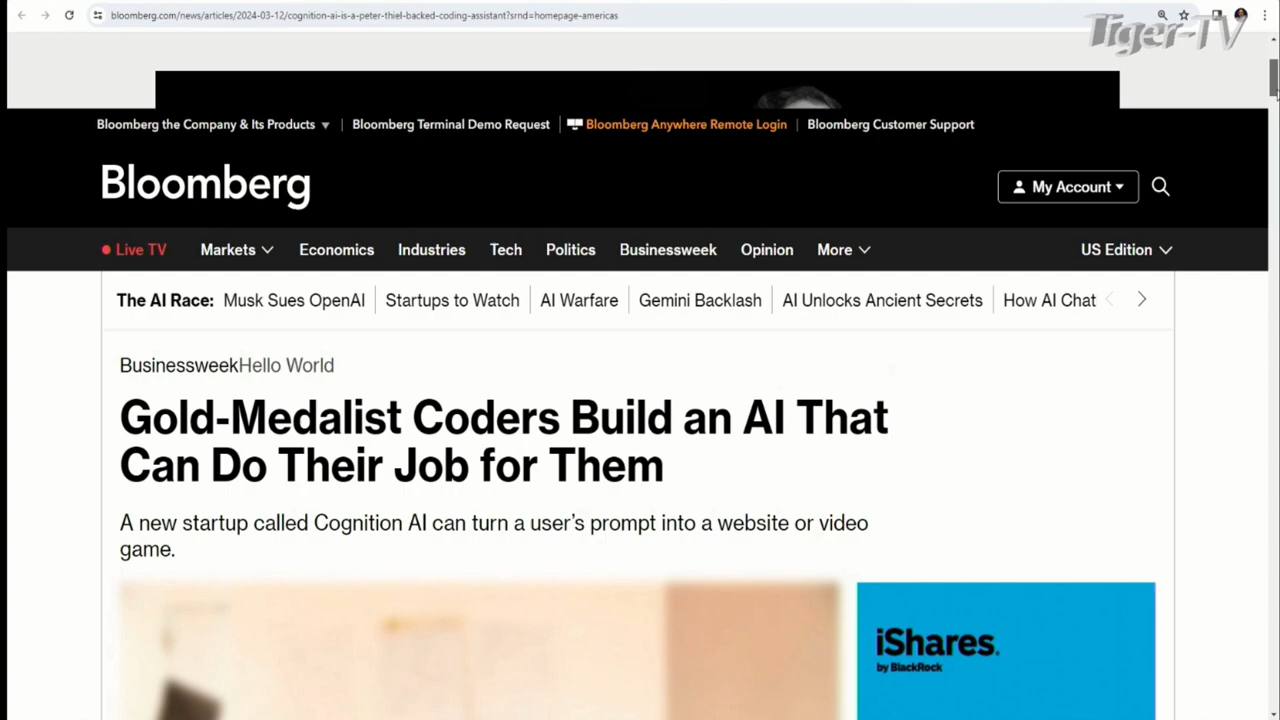 bloomberg.com/news/articles/2024-03-12/cognition-ai-is-a-peter-thiel-backed-coding-assistant?srnd=homepage-americas
Tiger-TV
Bloomberg the Company & Its Products ▼ | Bloomberg Terminal Demo Request | Bloomberg Anywhere Remote Login | Bloomberg Customer Support
Bloomberg
My Account
Live TV Markets Economics Industries Tech Politics Businessweek Opinion More US Edition
The AI Race: Musk Sues OpenAI | Startups to Watch | AI Warfare | Gemini Backlash | AI Unlocks Ancient Secrets | How AI Chat
BusinessweekHello World
Gold-Medalist Coders Build an AI That
Can Do Their Job for Them
A new startup called Cognition AI can turn a user's prompt into a website or video
game.
iShares.
by BlackRock